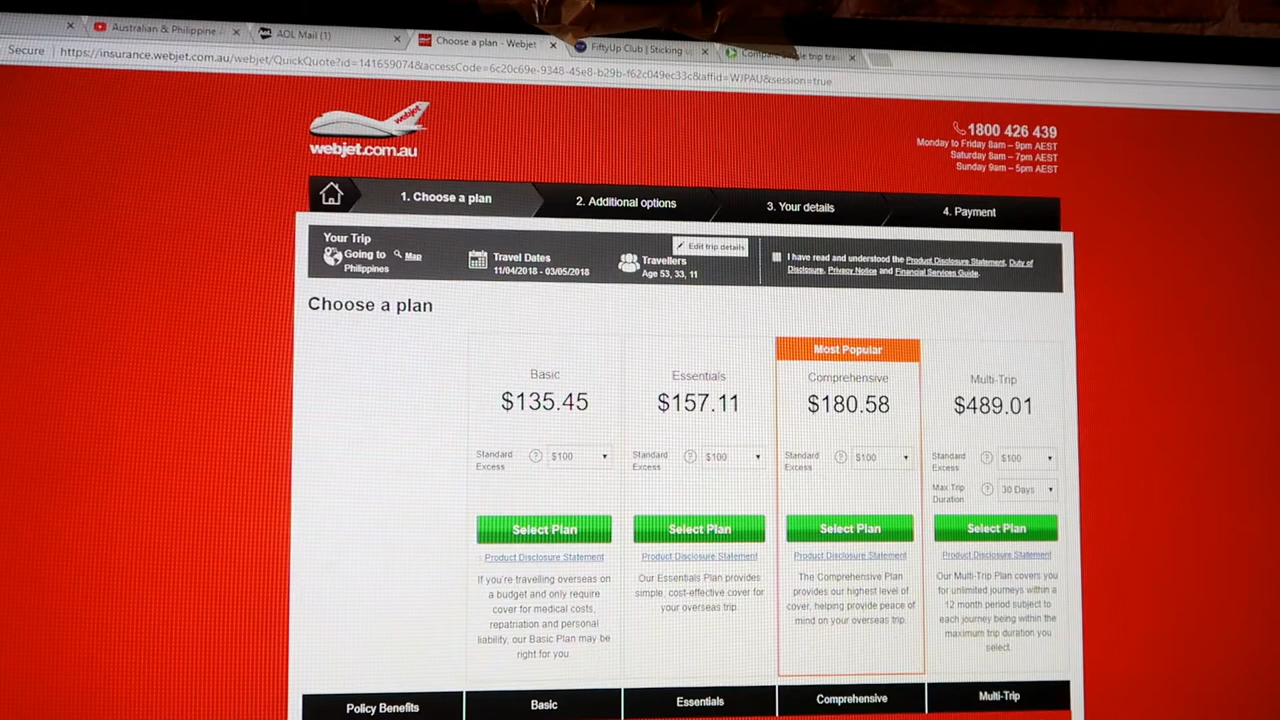 Australian & Philippine
AOL Mail (1)
Choose a plan - Webjet
FiftyUp Club | Sticking
Secure
https://insurance.webjet.com.au/webjet/QuickQuote?id=141659074&accessCode=6c20c69e-9348-45e8-b29b-f62c049ec33c&affid=WJPAU&session=true
webjet
webjet.com.au
1800 426 439
Monday to Friday 8am – 9pm AEST
Saturday 8am – 7pm AEST
Sunday 9am – 5pm AEST
1. Choose a plan
2. Additional options
3. Your details
4. Payment
Your Trip
Going to
Map
Philippines
Travel Dates
11/04/2018 - 03/05/2018
Edit trip details
Travellers
Age 53, 33, 11
I have read and understood the Product Disclosure Statement, Duty of
Disclosure, Privacy Notice and Financial Services Guide.
Choose a plan
Basic
$135.45
Standard
Excess
? $100
Select Plan
Product Disclosure Statement
If you're travelling overseas on
a budget and only require
cover for medical costs,
repatriation and personal
liability, our Basic Plan may be
right for you.
Essentials
$157.11
Standard
Excess
? $100
Select Plan
Product Disclosure Statement
Our Essentials Plan provides
simple, cost-effective cover for
your overseas trip.
Most Popular
Comprehensive
$180.58
Standard
Excess
? $100
Select Plan
Product Disclosure Statement
The Comprehensive Plan
provides our highest level of
cover, helping provide peace of
mind on your overseas trip.
Multi-Trip
$489.01
Standard
Excess
? $100
Max Trip
Duration
? 30 Days
Select Plan
Product Disclosure Statement
Our Multi-Trip Plan covers you
for unlimited journeys within a
12 month period subject to
each journey being within the
maximum trip duration you
select.
Policy Benefits
Basic
Essentials
Comprehensive
Multi-Trip